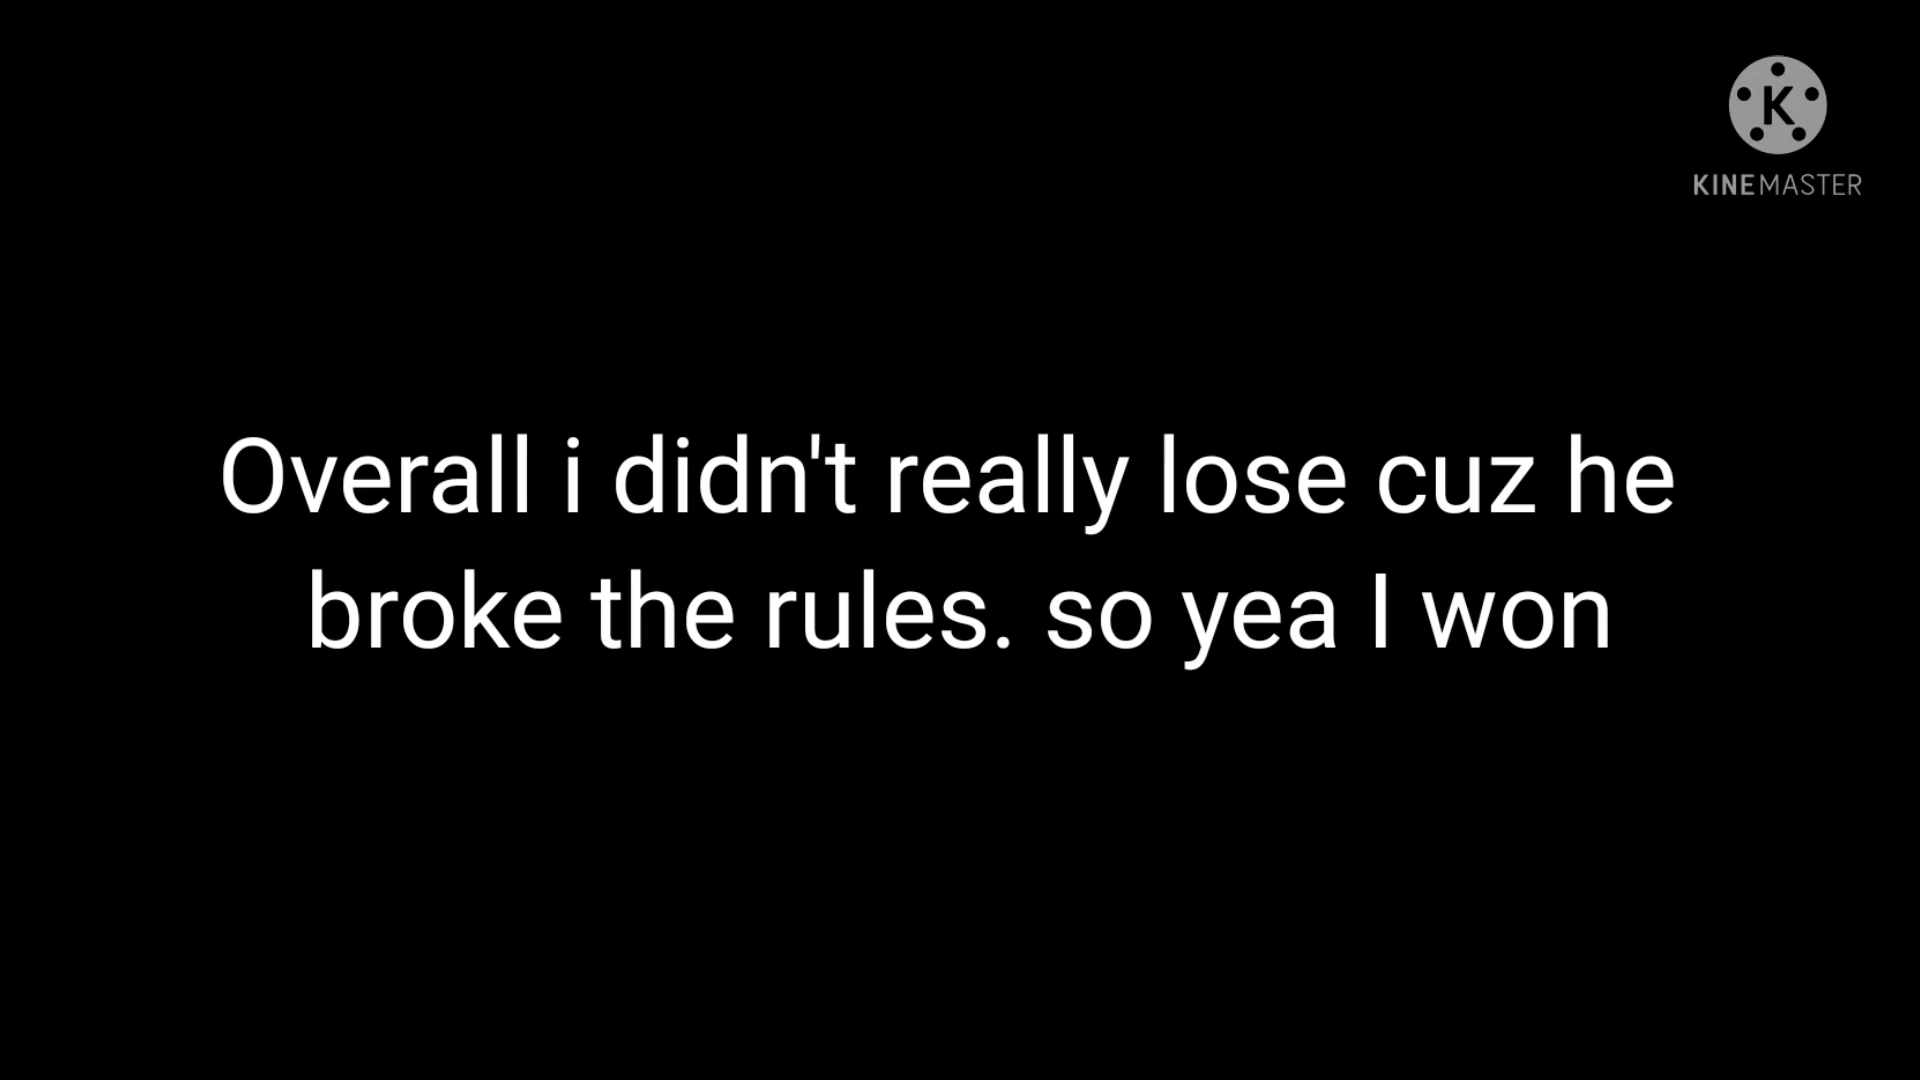 K
KINEMASTER
Overall i didn't really lose cuz he
broke the rules. so yea I won